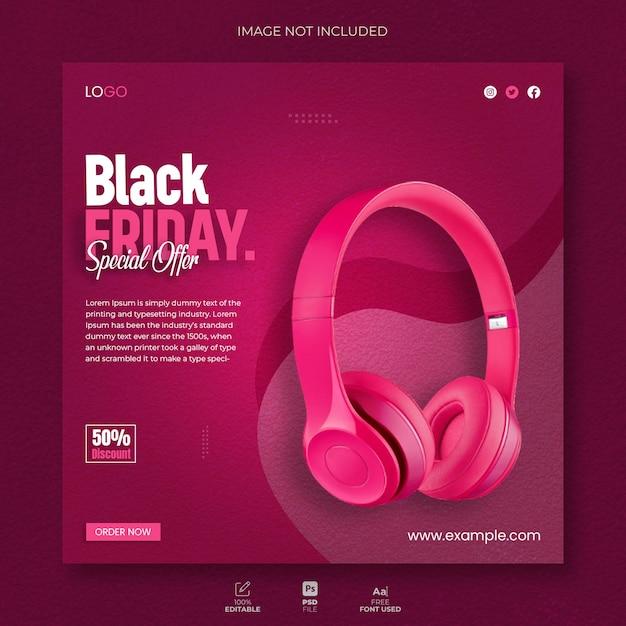 IMAGE NOT INCLUDED
LOGO
Black
FRIDAY.
Special Offer
Lorem Ipsum is simply dummy text
of the printing and typesetting
industry. Lorem Ipsum has been the
industry's standard dummy text
ever since the 1500s, when an
unknown printer took a galley of
type and scrambled it to
make a type speci-
50%
Discount
ORDER NOW
www.example.com
100%
EDITABLE
Ps
PSD
FILE
Aa
FREE
FONT USED